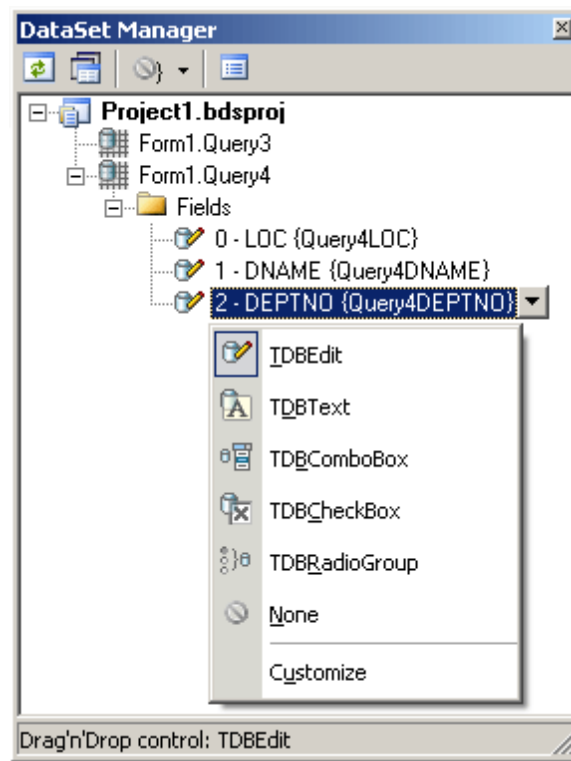 DataSet Manager
Project1.bdsproj
Form1.Query3
Form1.Query4
Fields
0 - LOC {Query4LOC}
1 - DNAME {Query4DNAME}
2 - DEPTNO {Query4DEPTNO}
TDBEdit
TDBText
TDBComboBox
TDBCheckBox
TDBRadioGroup
None
Customize
Drag'n'Drop control: TDBEdit